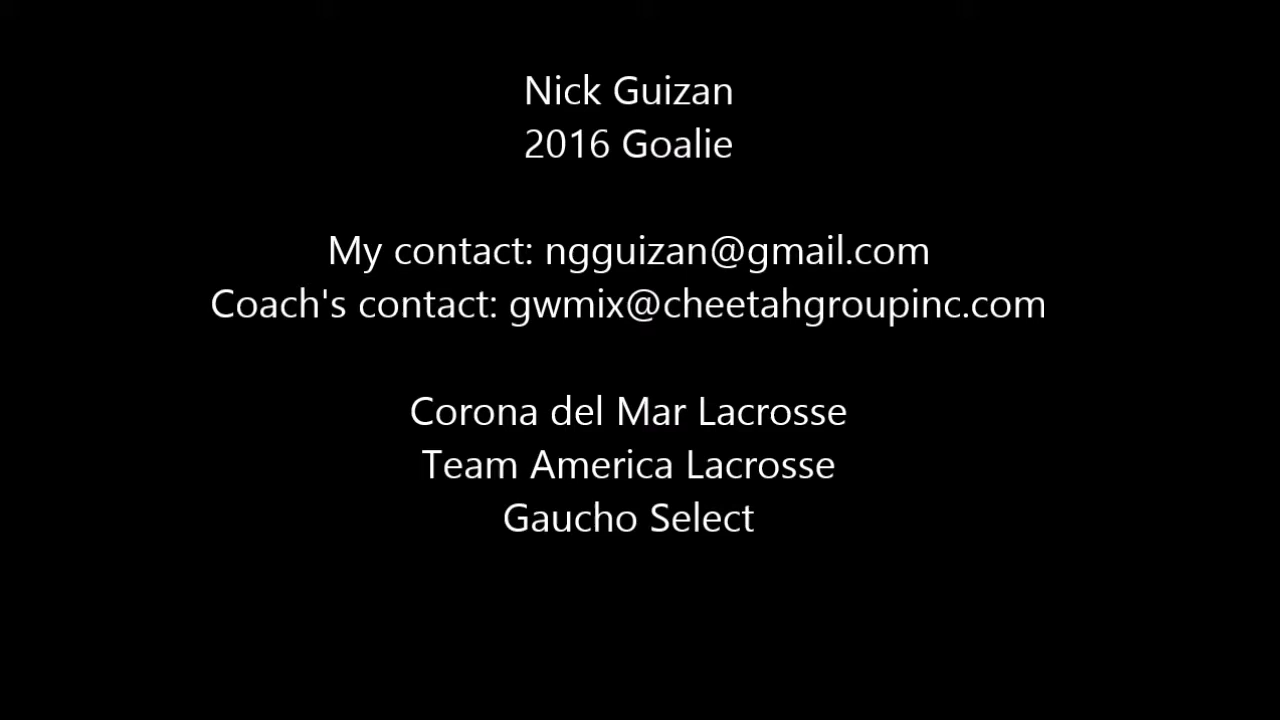 Nick Guizan
2016 Goalie
My contact: ngguizan@gmail.com
Coach's contact: gwmix@cheetahgroupinc.com
Corona del Mar Lacrosse
Team America Lacrosse
Gaucho Select